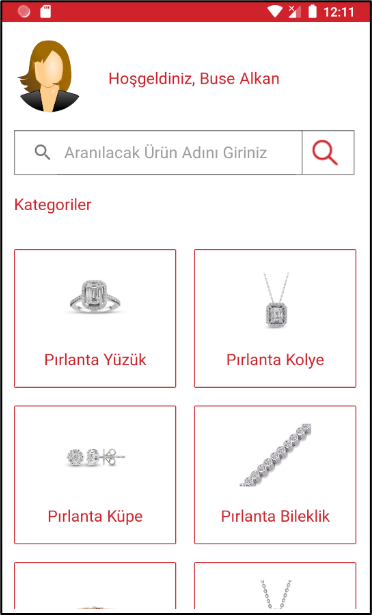 12:11
Hoşgeldiniz, Buse Alkan
Aranılacak Ürün Adını Giriniz
Kategoriler
Pırlanta Yüzük
Pırlanta Kolye
Pırlanta Küpe
Pırlanta Bileklik